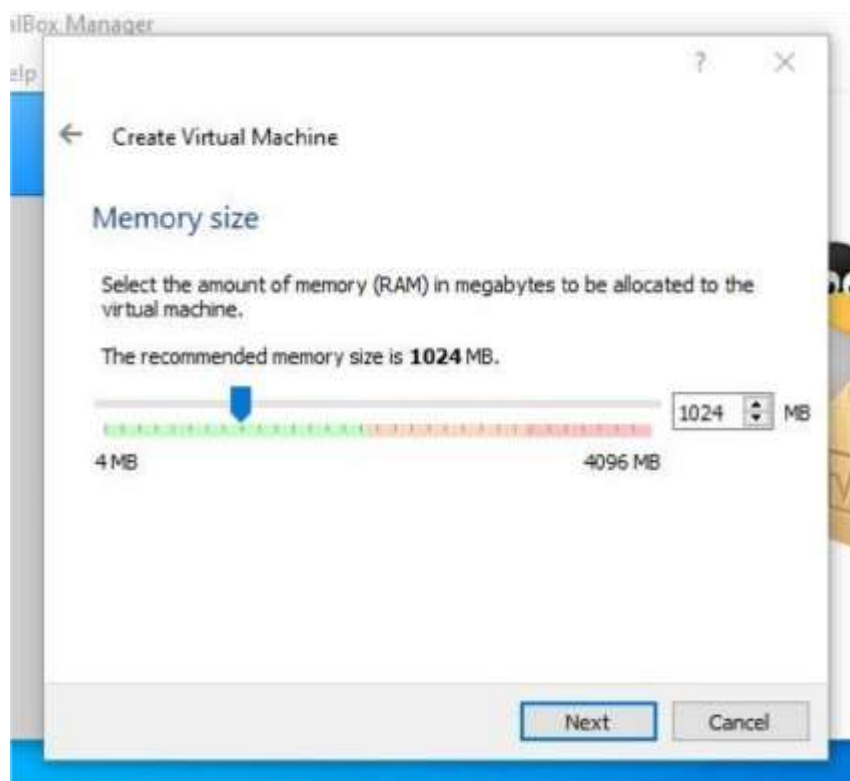 ilBox Manager
elp
?
Create Virtual Machine
Memory size
Select the amount of memory (RAM) in megabytes to be allocated to the
virtual machine.
The recommended memory size is 1024 MB.
1024 MB
4 MB 4096 MB
Next Cancel